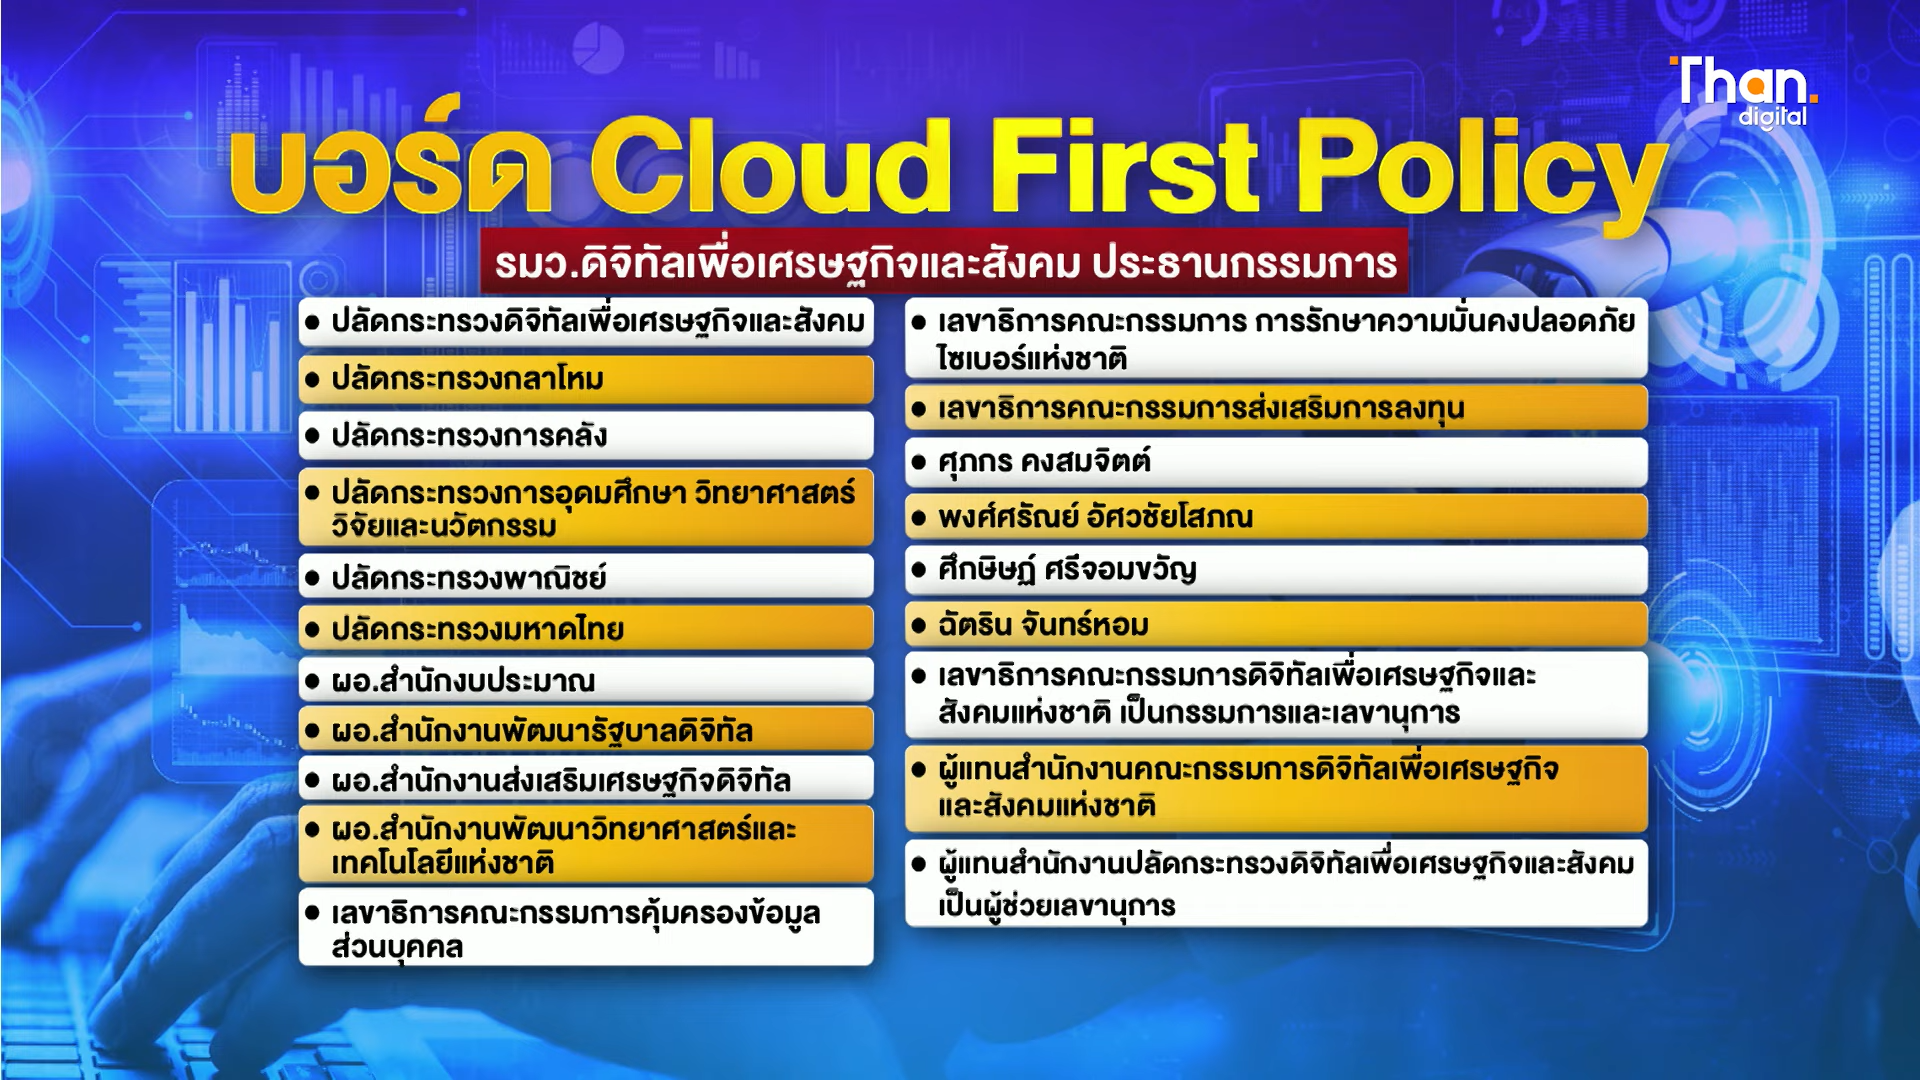 Than.
digital
บอร์ด Cloud First Policy
รมว.ดิจิทัลเพื่อเศรษฐกิจและสังคม ประธานกรรมการ
• ปลัดกระทรวงดิจิทัลเพื่อเศรษฐกิจและสังคม
• ปลัดกระทรวงกลาโหม
• ปลัดกระทรวงการคลัง
• ปลัดกระทรวงการอุดมศึกษา วิทยาศาสตร์
วิจัยและนวัตกรรม
• ปลัดกระทรวงพาณิชย์
• ปลัดกระทรวงมหาดไทย
• ผอ.สำนักงบประมาณ
• ผอ.สำนักงานพัฒนารัฐบาลดิจิทัล
• ผอ.สำนักงานส่งเสริมเศรษฐกิจดิจิทัล
• ผอ.สำนักงานพัฒนาวิทยาศาสตร์และ
เทคโนโลยีแห่งชาติ
• เลขาธิการคณะกรรมการคุ้มครองข้อมูล
ส่วนบุคคล
• เลขาธิการคณะกรรมการ การรักษาความมั่นคงปลอดภัย
ไซเบอร์แห่งชาติ
• เลขาธิการคณะกรรมการส่งเสริมการลงทุน
• ศุภกร คงสมจิตต์
• พงศ์ศรัณย์ อัศวชัยโสภณ
• ศึกษิษฏ์ ศรีจอมขวัญ
• ฉัตริน จันทร์หอม
• เลขาธิการคณะกรรมการดิจิทัลเพื่อเศรษฐกิจและ
สังคมแห่งชาติ เป็นกรรมการและเลขานุการ
• ผู้แทนสำนักงานคณะกรรมการดิจิทัลเพื่อเศรษฐกิจ
และสังคมแห่งชาติ
• ผู้แทนสำนักงานปลัดกระทรวงดิจิทัลเพื่อเศรษฐกิจและสังคม
เป็นผู้ช่วยเลขานุการ